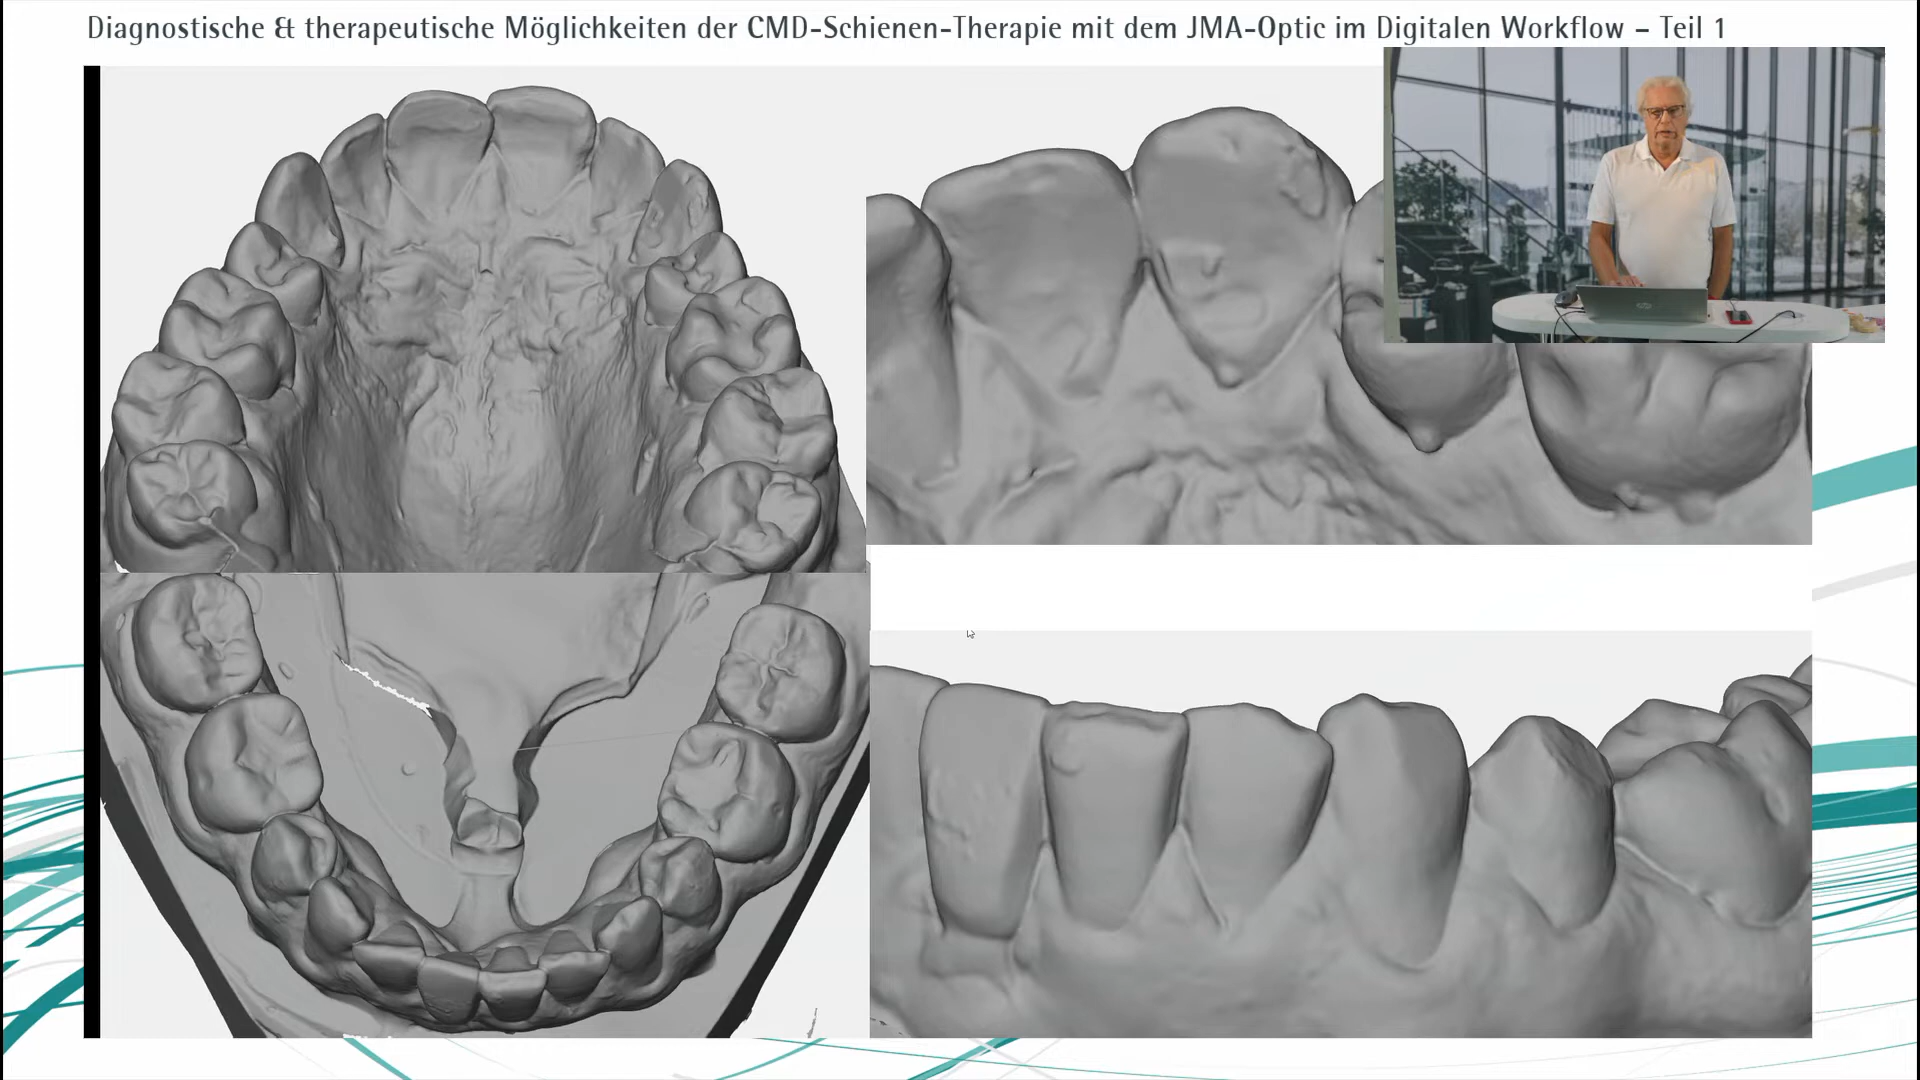 Diagnostische & therapeutische Möglichkeiten der CMD-Schienen-Therapie mit dem JMA-Optic im Digitalen Workflow – Teil 1